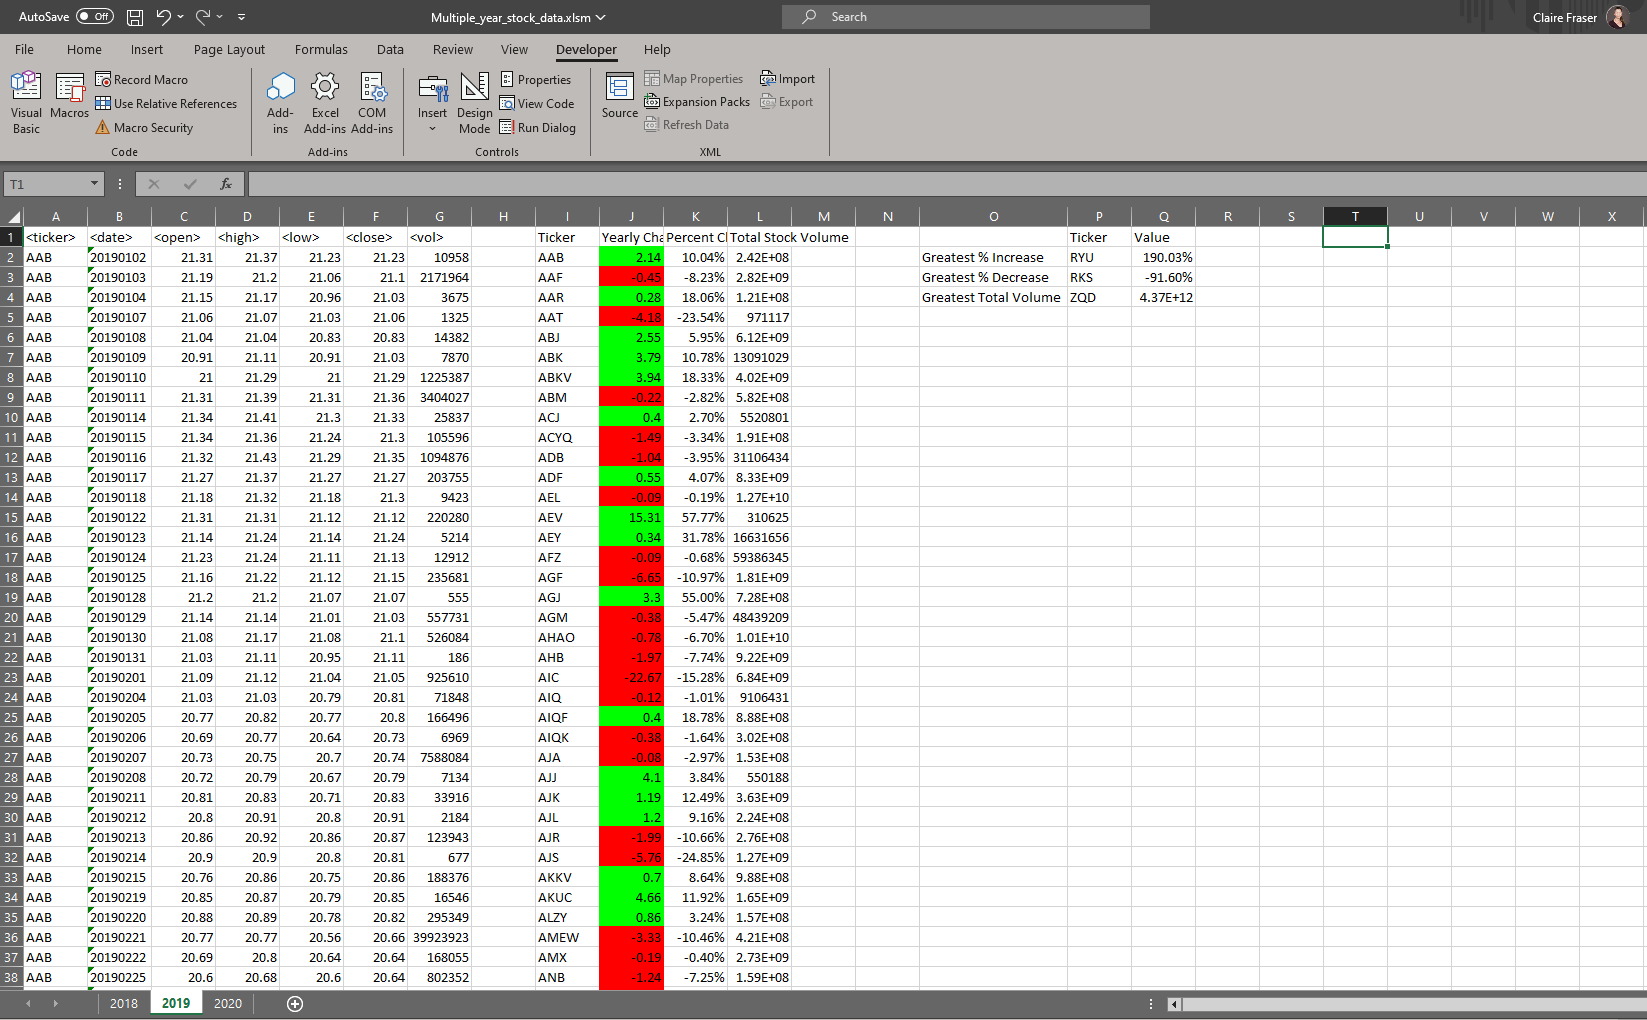 AutoSave Off Multiple_year_stock_data.xlsm Search Claire Fraser
File Home Insert Page Layout Formulas Data Review View Developer Help
Visual Basic
Macros
Record Macro
Use Relative References
Macro Security
Code
Add-ins
Excel Add-ins
COM Add-ins
Add-ins
Insert
Design Mode
Properties
View Code
Run Dialog
Controls
Source
Map Properties
Expansion Packs
Refresh Data
Import
Export
XML
T1 fx
A B C D E F G H I J K L M N O P Q R S T U V W X
1 <ticker> <date> <open> <high> <low> <close> <vol> Ticker Yearly Cha Percent Cl Total Stock Volume Ticker Value
2 AAB 20190102 21.31 21.37 21.23 21.23 10958 AAB 2.14 10.04% 2.42E+08 Greatest % Increase RYU 190.03%
3 AAB 20190103 21.19 21.2 21.06 21.1 2171964 AAF -0.45 -8.23% 2.82E+09 Greatest % Decrease RKS -91.60%
4 AAB 20190104 21.15 21.17 20.96 21.03 3675 AAR 0.28 18.06% 1.21E+08 Greatest Total Volume ZQD 4.37E+12
5 AAB 20190107 21.06 21.07 21.03 21.06 1325 AAT -4.18 -23.54% 971117
6 AAB 20190108 21.04 21.04 20.83 20.83 14382 ABJ 2.55 5.95% 6.12E+09
7 AAB 20190109 20.91 21.11 20.91 21.03 7870 ABK 3.79 10.78% 13091029
8 AAB 20190110 21 21.29 21 21.29 1225387 ABKV 3.94 18.33% 4.02E+09
9 AAB 20190111 21.31 21.39 21.31 21.36 3404027 ABM -0.22 -2.82% 5.82E+08
10 AAB 20190114 21.34 21.41 21.3 21.33 25837 ACJ 0.4 2.70% 5520801
11 AAB 20190115 21.34 21.36 21.24 21.3 105596 ACYQ -1.49 -3.34% 1.91E+08
12 AAB 20190116 21.32 21.43 21.29 21.35 1094876 ADB -1.04 -3.95% 31106434
13 AAB 20190117 21.27 21.37 21.27 21.27 203755 ADF 0.55 4.07% 8.33E+09
14 AAB 20190118 21.18 21.32 21.18 21.3 9423 AEL -0.09 -0.19% 1.27E+10
15 AAB 20190122 21.31 21.31 21.12 21.12 220280 AEV 15.31 57.77% 310625
16 AAB 20190123 21.14 21.24 21.14 21.24 5214 AEY 0.34 31.78% 16631656
17 AAB 20190124 21.23 21.24 21.11 21.13 12912 AFZ -0.09 -0.68% 59386345
18 AAB 20190125 21.16 21.22 21.12 21.15 235681 AGF -6.65 -10.97% 1.81E+09
19 AAB 20190128 21.2 21.2 21.07 21.07 555 AGJ 3.3 55.00% 7.28E+08
20 AAB 20190129 21.14 21.14 21.01 21.03 557731 AGM -0.38 -5.47% 48439209
21 AAB 20190130 21.08 21.17 21.08 21.1 526084 AHAO -0.78 -6.70% 1.01E+10
22 AAB 20190131 21.03 21.11 20.95 21.11 186 AHB -1.97 -7.74% 9.22E+09
23 AAB 20190201 21.09 21.12 21.04 21.05 925610 AIC -22.67 -15.28% 6.84E+09
24 AAB 20190204 21.03 21.03 20.79 20.81 71848 AIQ -0.12 -1.01% 9106431
25 AAB 20190205 20.77 20.82 20.77 20.8 166496 AIQF 0.4 18.78% 8.88E+08
26 AAB 20190206 20.69 20.77 20.64 20.73 6969 AIQK -0.38 -1.64% 3.02E+08
27 AAB 20190207 20.73 20.75 20.7 20.74 7588084 AJA -0.08 -2.97% 1.53E+08
28 AAB 20190208 20.72 20.79 20.67 20.79 7134 AJJ 4.1 3.84% 550188
29 AAB 20190211 20.81 20.83 20.71 20.83 33916 AJK 1.19 12.49% 3.63E+09
30 AAB 20190212 20.8 20.91 20.8 20.91 2184 AJL 1.2 9.16% 2.24E+08
31 AAB 20190213 20.86 20.92 20.86 20.87 123943 AJR -1.99 -10.66% 2.76E+08
32 AAB 20190214 20.9 20.9 20.8 20.81 677 AJS -5.76 -24.85% 1.27E+09
33 AAB 20190215 20.76 20.86 20.75 20.86 188376 AKKV 0.7 8.64% 9.88E+08
34 AAB 20190219 20.85 20.87 20.79 20.85 16546 AKUC 4.66 11.92% 1.65E+09
35 AAB 20190220 20.88 20.89 20.78 20.82 295349 ALZY 0.86 3.24% 1.57E+08
36 AAB 20190221 20.77 20.77 20.56 20.66 39923923 AMEW -3.33 -10.46% 4.21E+08
37 AAB 20190222 20.69 20.8 20.64 20.64 168055 AMX -0.19 -0.40% 2.73E+09
38 AAB 20190225 20.6 20.68 20.6 20.64 802352 ANB -1.24 -7.25% 1.59E+08
2018 2019 2020